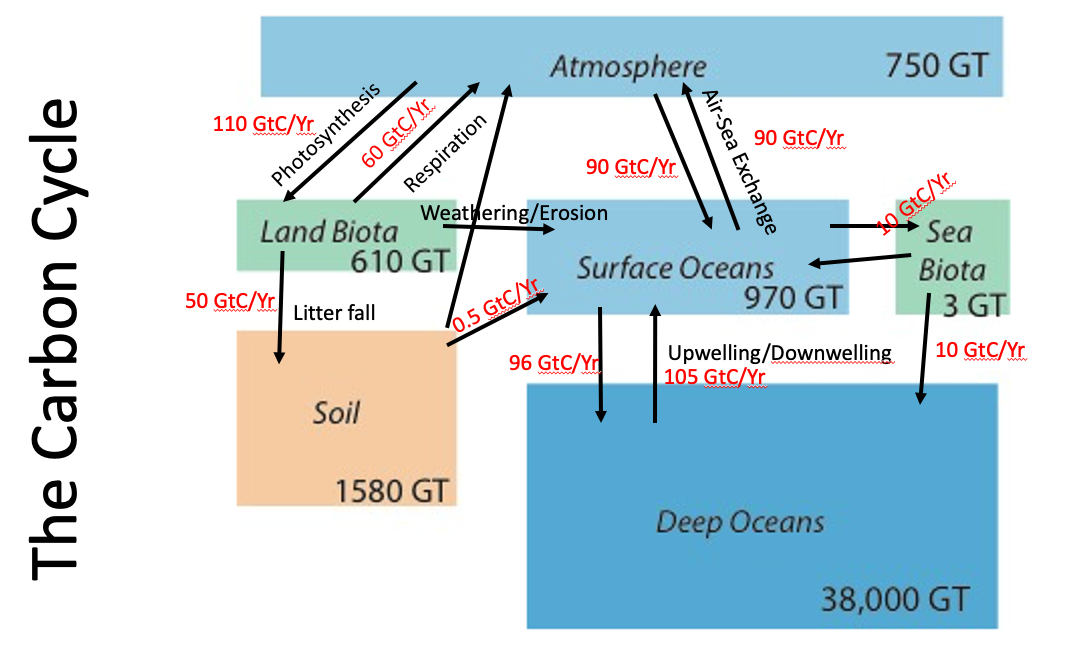 The Carbon Cycle
Atmosphere
750 GT
110 GtC/Yr
Photosynthesis
60 GtC/Yr
Respiration
90 GtC/Yr
Air-Sea Exchange
90 GtC/Yr
Land Biota
610 GT
Weathering/Erosion
Surface Oceans
970 GT
10 GtC/Yr
Sea
Biota
3 GT
50 GtC/Yr
Litter fall
0.5 GtC/Yr
96 GtC/Yr
Upwelling/Downwelling
105 GtC/Yr
10 GtC/Yr
Soil
1580 GT
Deep Oceans
38,000 GT